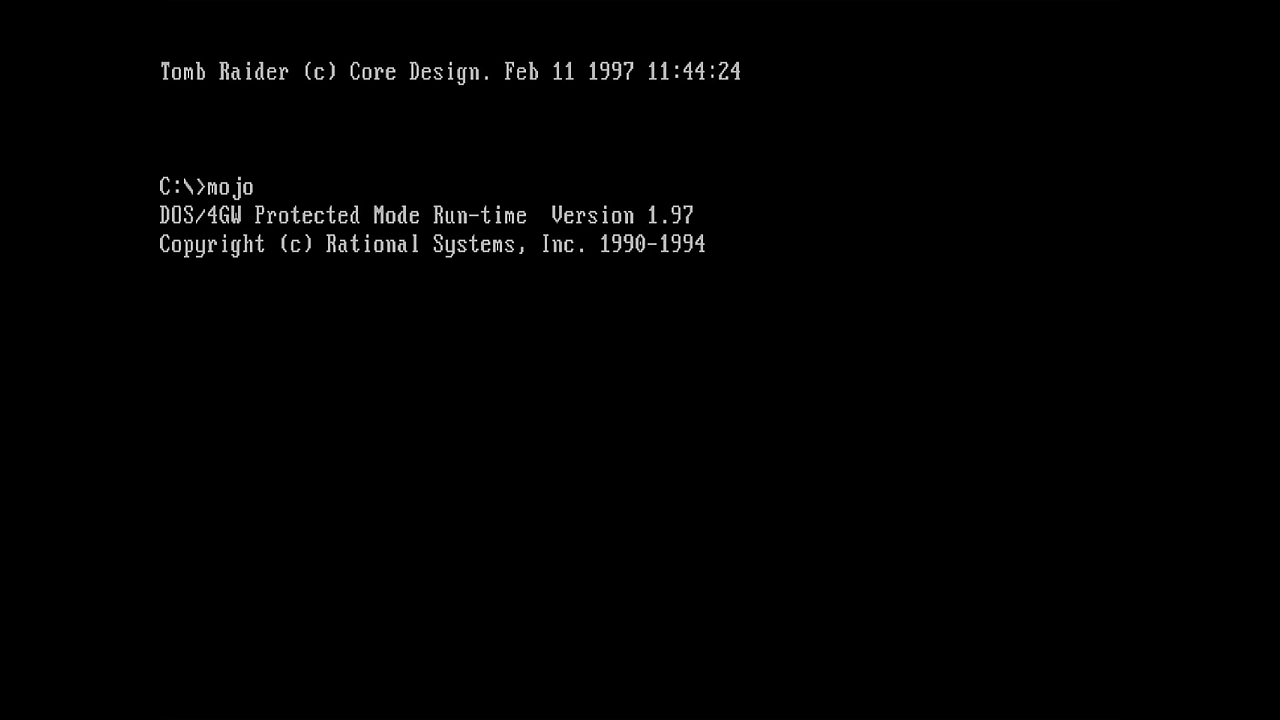 Tomb Raider (c) Core Design. Feb 11 1997 11:44:24
C:\>mojo
DOS/4GW Protected Mode Run-time  Version 1.97
Copyright (c) Rational Systems, Inc. 1990-1994